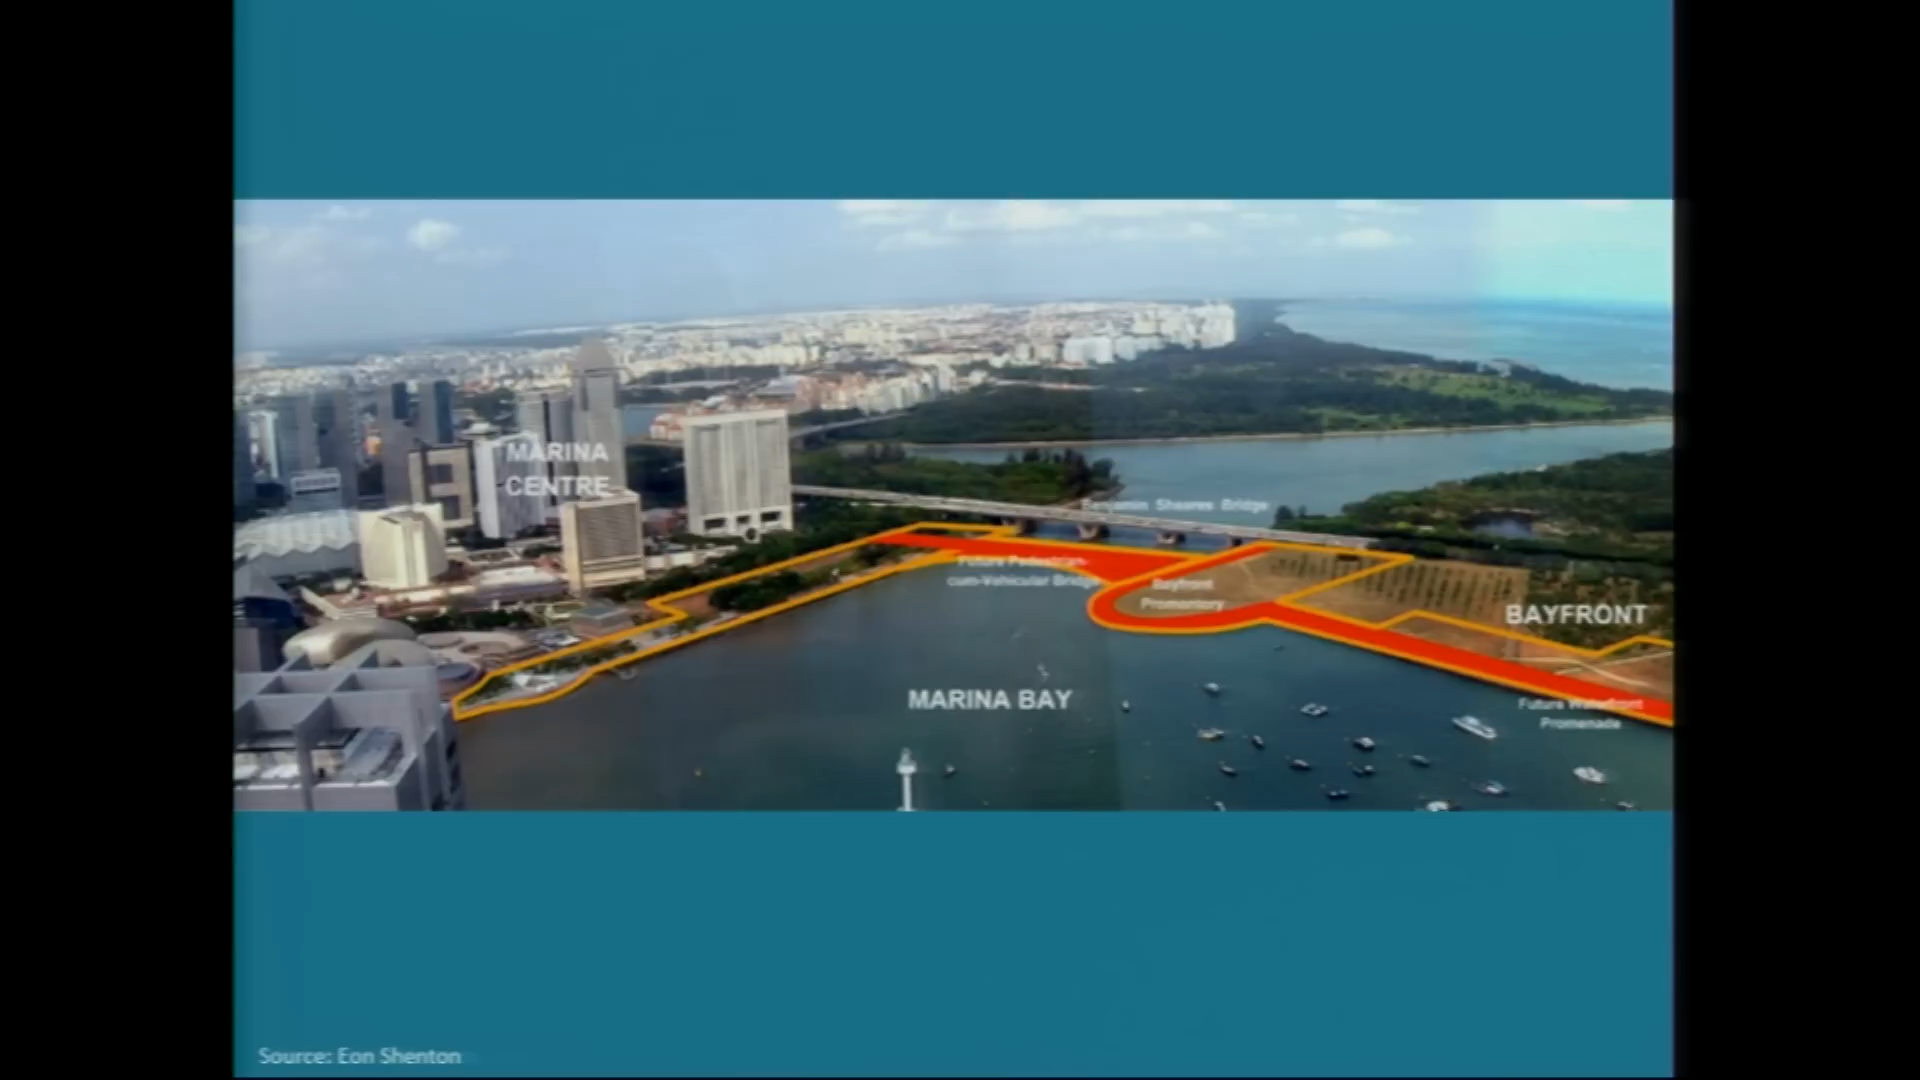 MARINA
CENTRE
Benjamin Sheares Bridge
Future Pedestrian-
cum-Vehicular Bridge
Bayfront
Promontory
BAYFRONT
MARINA BAY
Future Waterfront
Promenade
Source: Eon Shenton